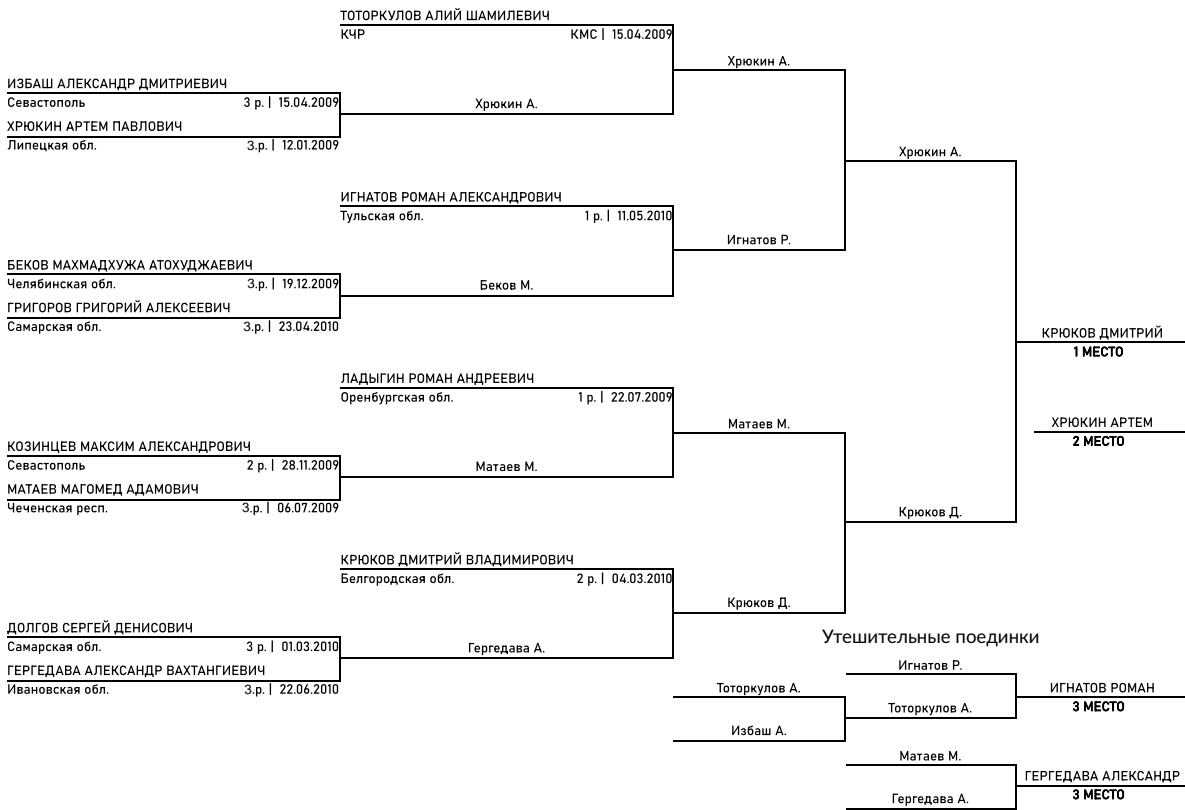 ТОТОРКУЛОВ АЛИЙ ШАМИЛЕВИЧ
КЧР КМС | 15.04.2009
Хрюкин А.
ИЗБАШ АЛЕКСАНДР ДМИТРИЕВИЧ
Севастополь 3 р. | 15.04.2009
Хрюкин А.
ХРЮКИН АРТЕМ ПАВЛОВИЧ
Липецкая обл. 3.р. | 12.01.2009
Хрюкин А.
ИГНАТОВ РОМАН АЛЕКСАНДРОВИЧ
Тульская обл. 1 р. | 11.05.2010
Игнатов Р.
БЕКОВ МАХМАДХУЖА АТОХУДЖАЕВИЧ
Челябинская обл. 3.р. | 19.12.2009
Беков М.
ГРИГОРОВ ГРИГОРИЙ АЛЕКСЕЕВИЧ
Самарская обл. 3.р. | 23.04.2010
КРЮКОВ ДМИТРИЙ
1 МЕСТО
ЛАДЫГИН РОМАН АНДРЕЕВИЧ
Оренбургская обл. 1 р. | 22.07.2009
Матаев М.
ХРЮКИН АРТЕМ
2 МЕСТО
КОЗИНЦЕВ МАКСИМ АЛЕКСАНДРОВИЧ
Севастополь 2 р. | 28.11.2009
Матаев М.
МАТАЕВ МАГОМЕД АДАМОВИЧ
Чеченская респ. 3.р. | 06.07.2009
Крюков Д.
КРЮКОВ ДМИТРИЙ ВЛАДИМИРОВИЧ
Белгородская обл. 2 р. | 04.03.2010
Крюков Д.
ДОЛГОВ СЕРГЕЙ ДЕНИСОВИЧ
Самарская обл. 3 р. | 01.03.2010
Гергедава А.
ГЕРГЕДАВА АЛЕКСАНДР ВАХТАНГИЕВИЧ
Ивановская обл. 3.р. | 22.06.2010
Утешительные поединки
Игнатов Р.
Тоторкулов А.
ИГНАТОВ РОМАН
3 МЕСТО
Тоторкулов А.
Избаш А.
Матаев М.
ГЕРГЕДАВА АЛЕКСАНДР
3 МЕСТО
Гергедава А.